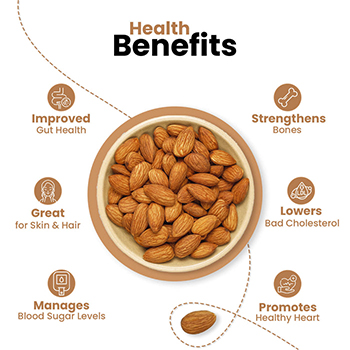 Health
Benefits
Improved
Gut Health
Strengthens
Bones
Great
for Skin & Hair
Lowers
Bad Cholesterol
Manages
Blood Sugar Levels
Promotes
Healthy Heart